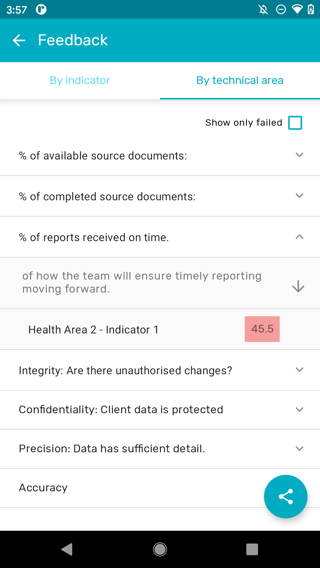 3:57
Feedback
By indicator
By technical area
Show only failed
% of available source documents:
% of completed source documents:
% of reports received on time.
of how the team will ensure timely reporting
moving forward.
Health Area 2 - Indicator 1
45.5
Integrity: Are there unauthorised changes?
Confidentiality: Client data is protected
Precision: Data has sufficient detail.
Accuracy